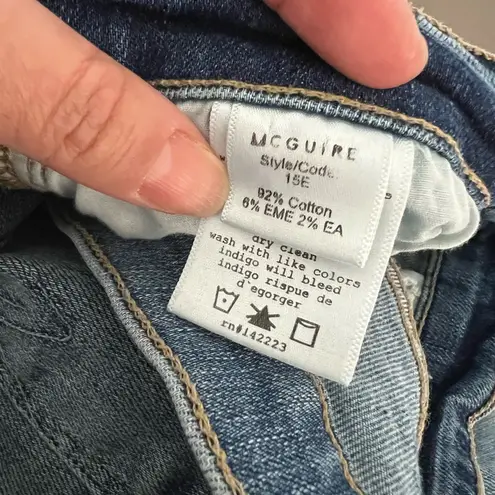 MCGUIRE
Style/Code:
15E
92% Cotton
6% EME 2% EA
dry clean
wash with like colors
indigo will bleed
indigo rispue de
d'egorger
rn#142223